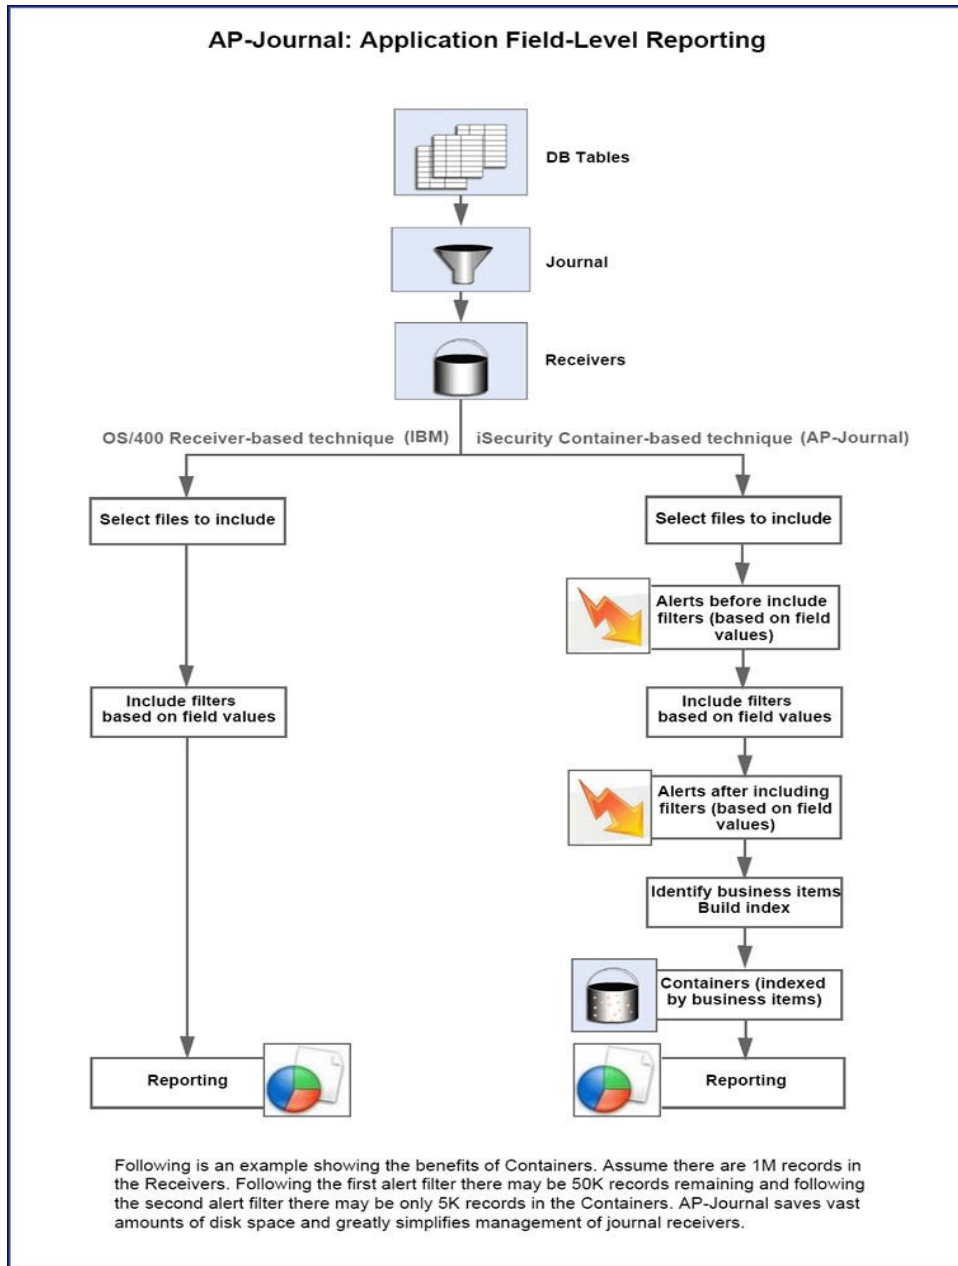 AP-Journal: Application Field-Level Reporting
DB Tables
Journal
Receivers
OS/400 Receiver-based technique (IBM)
iSecurity Container-based technique (AP-Journal)
Select files to include
Include filters
based on field values
Reporting
Select files to include
Alerts before include
filters (based on field
values)
Include filters
based on field values
Alerts after including
filters (based on field
values)
Identify business items
Build index
Containers (indexed
by business items)
Reporting
Following is an example showing the benefits of Containers. Assume there are 1M records in
the Receivers. Following the first alert filter there may be 50K records remaining and following
the second alert filter there may be only 5K records in the Containers. AP-Journal saves vast
amounts of disk space and greatly simplifies management of journal receivers.